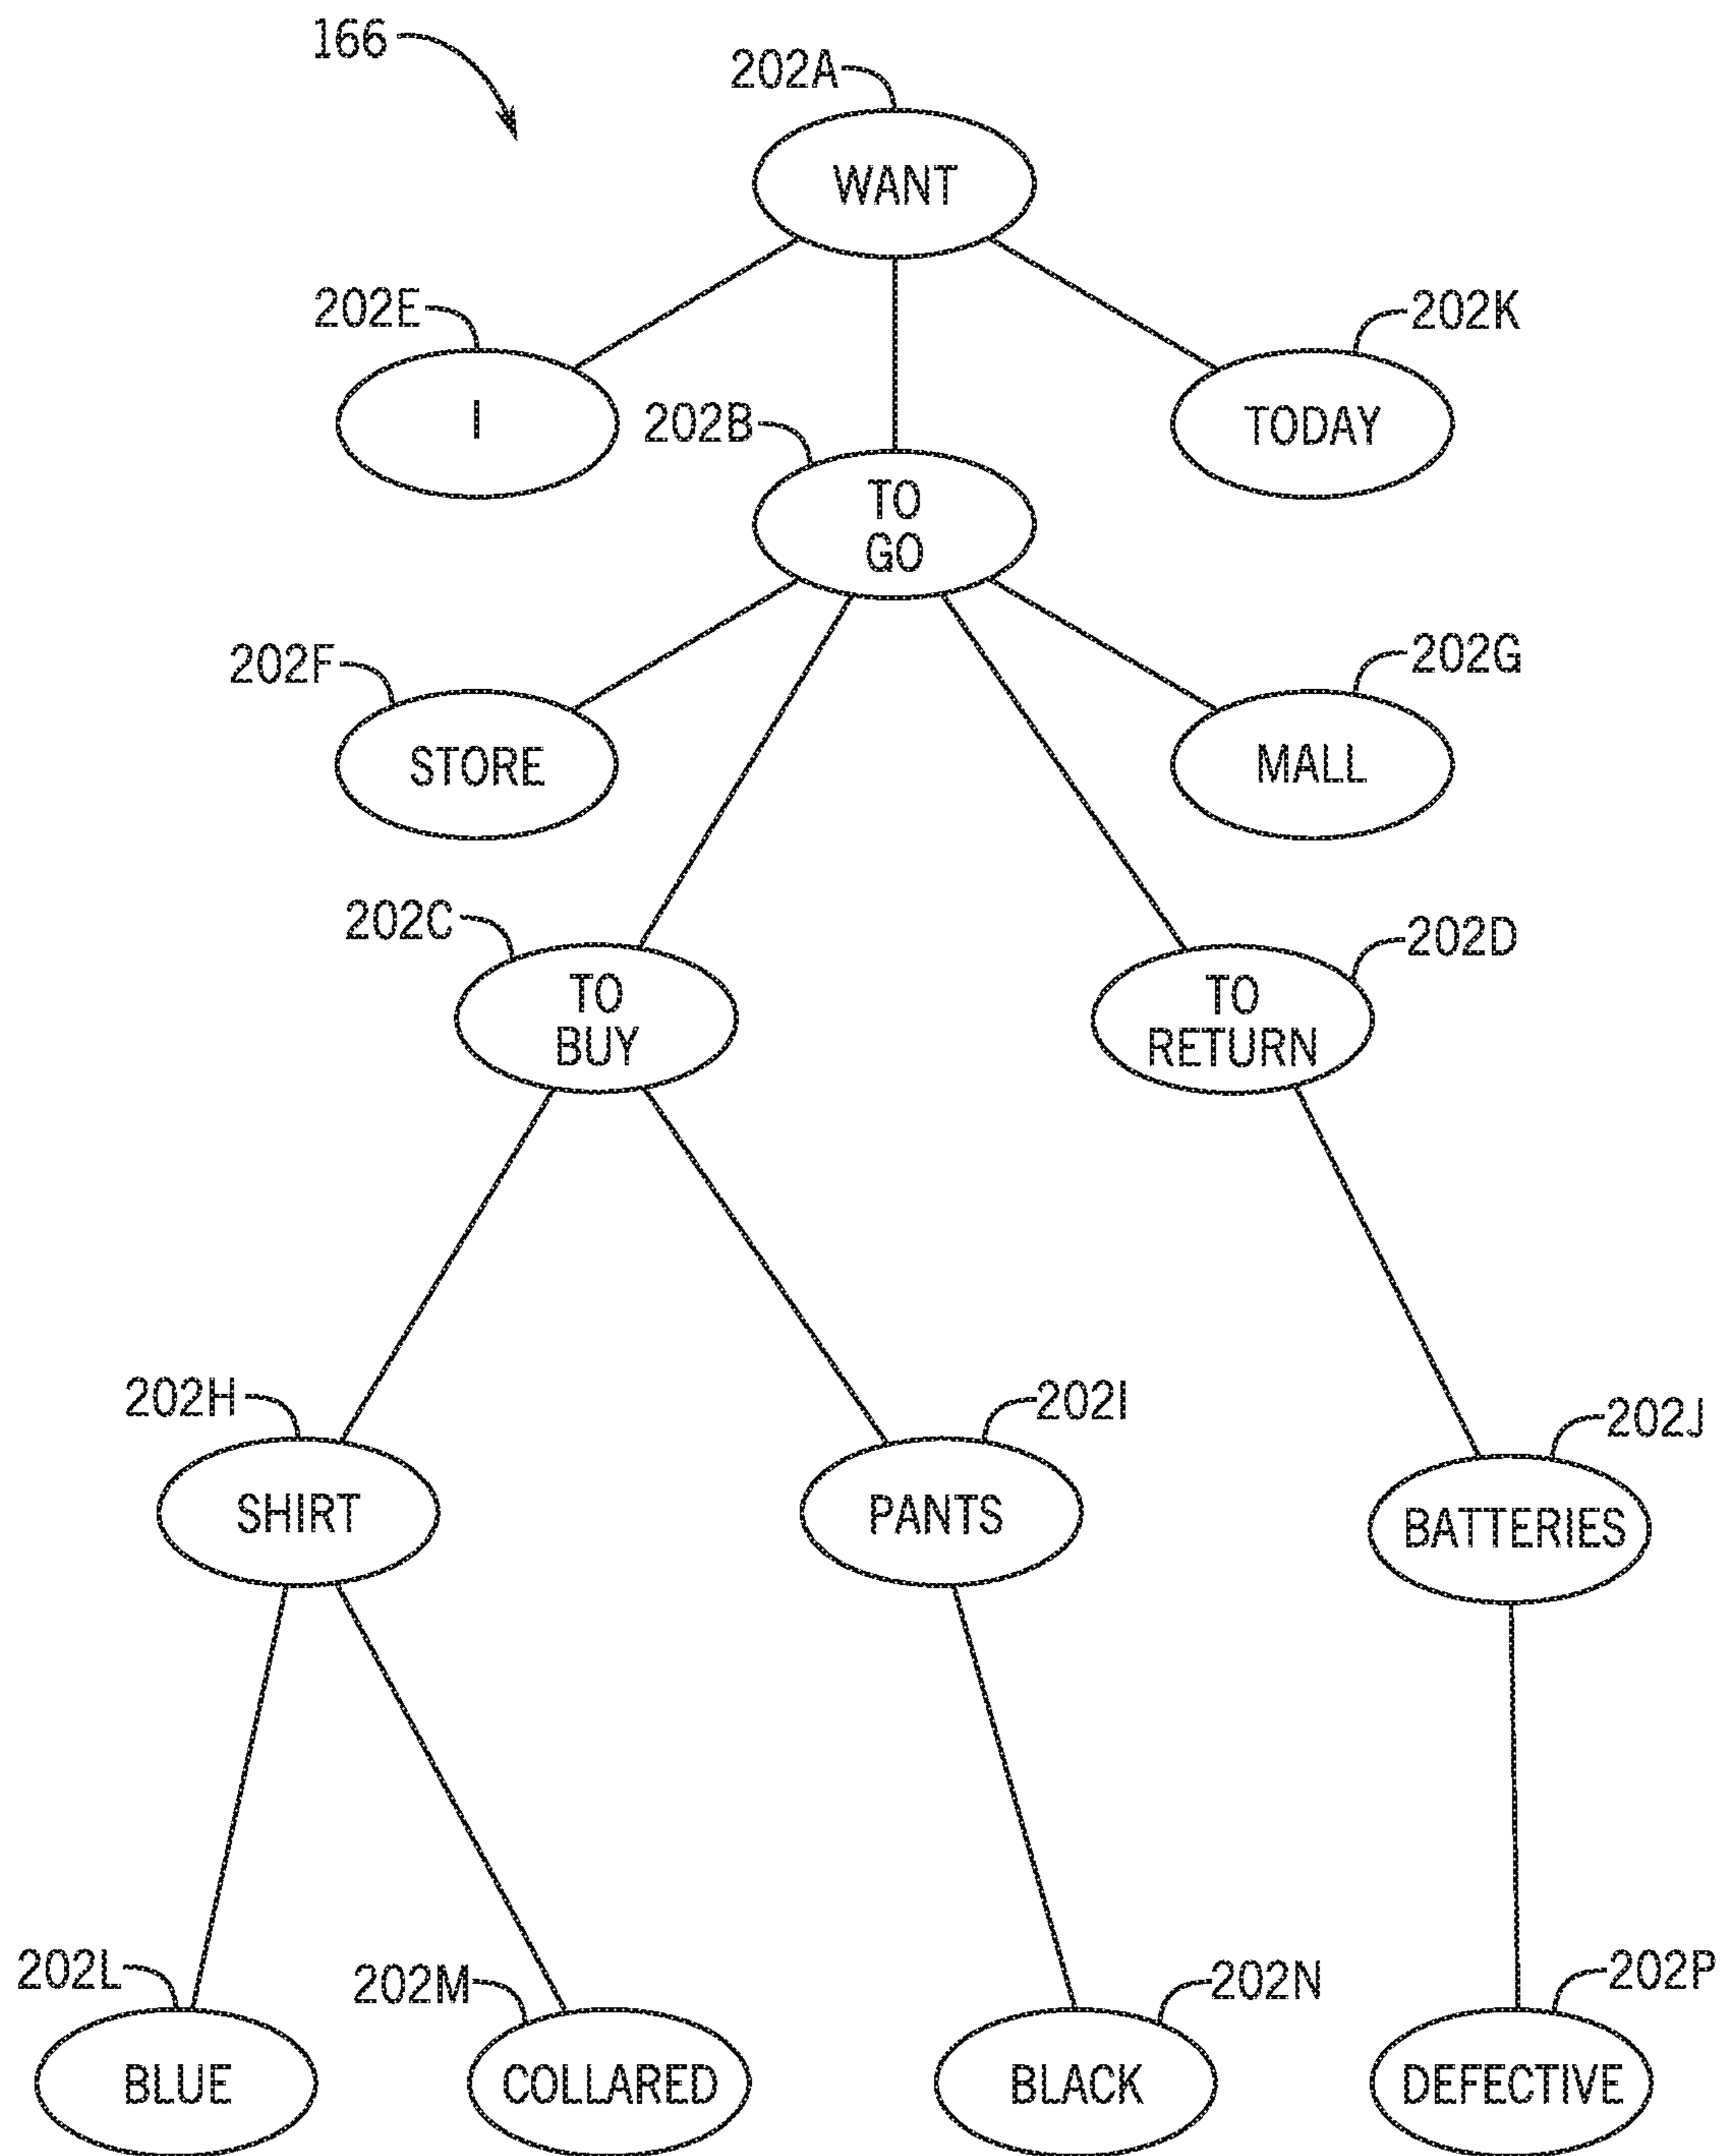 166
202A
WANT
202E
202K
I
202B
TODAY
TO
GO
202F
202G
STORE
MALL
202C
202D
TO
BUY
TO
RETURN
202H
202I
202J
SHIRT
PANTS
BATTERIES
202L
202M
202N
202P
BLUE
COLLARED
BLACK
DEFECTIVE